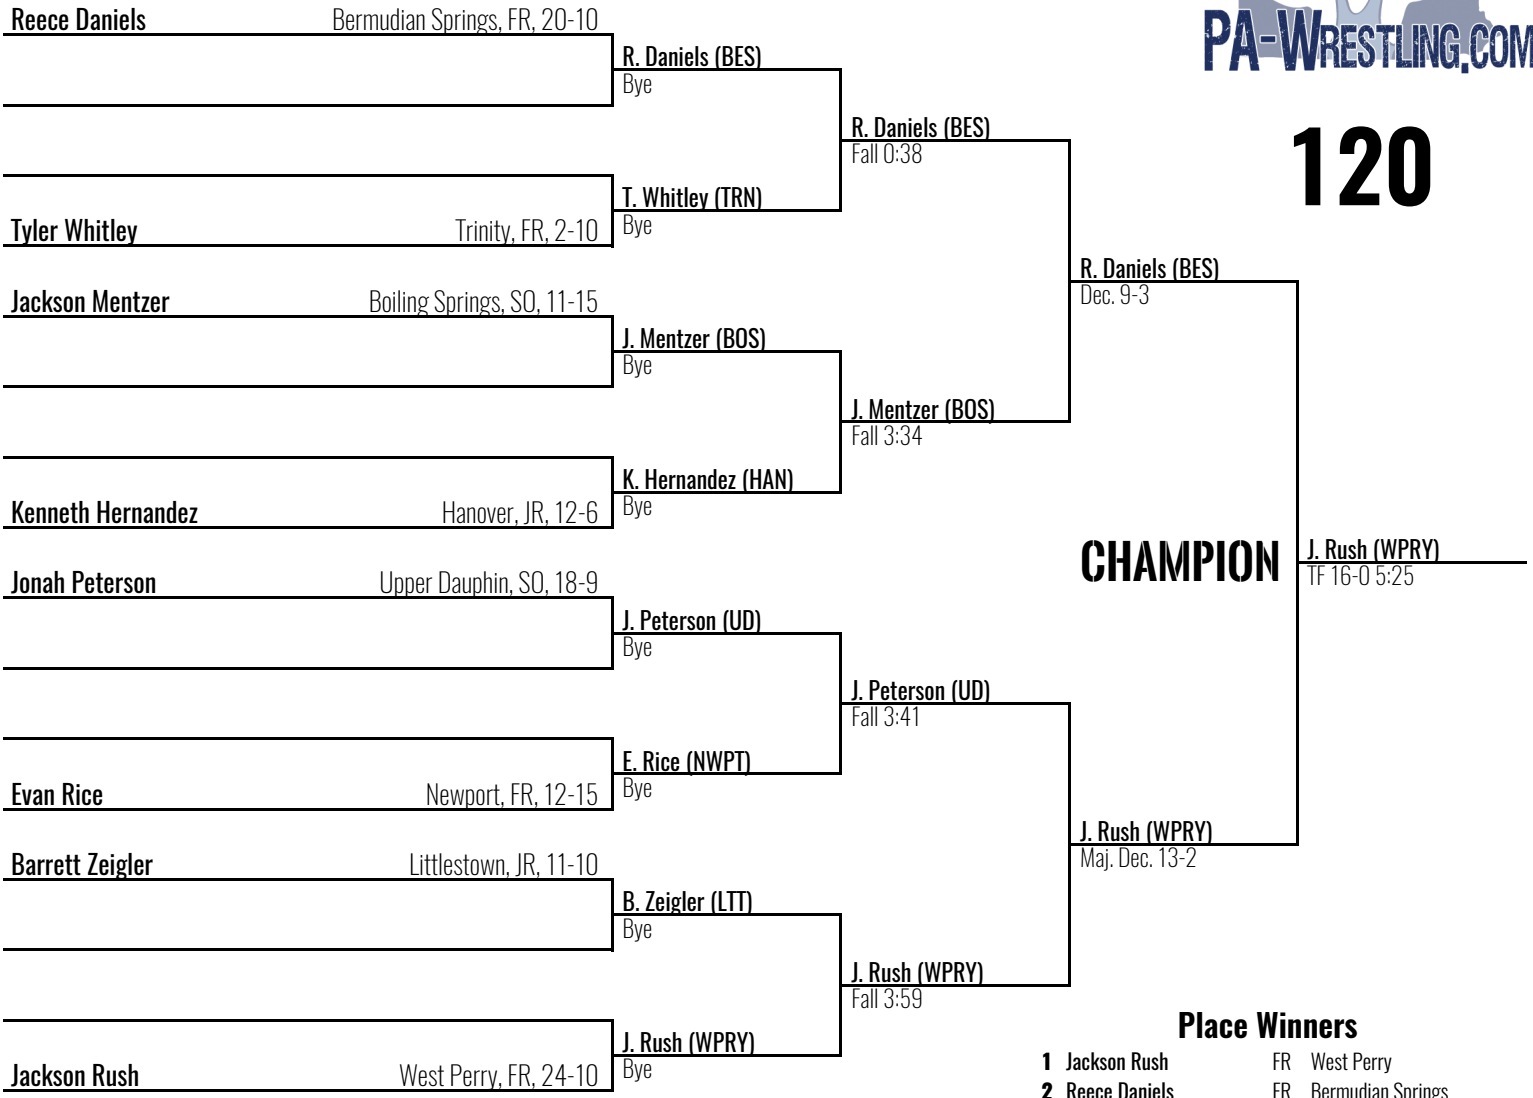 Reece Daniels Bermudian Springs, FR, 20-10
PA-WRESTLING.COM
R. Daniels (BES)
Bye
R. Daniels (BES)
Fall 0:38
120
T. Whitley (TRN)
Bye
Tyler Whitley Trinity, FR, 2-10
R. Daniels (BES)
Dec. 9-3
Jackson Mentzer Boiling Springs, SO, 11-15
J. Mentzer (BOS)
Bye
J. Mentzer (BOS)
Fall 3:34
K. Hernandez (HAN)
Bye
Kenneth Hernandez Hanover, JR, 12-6
CHAMPION
J. Rush (WPRY)
TF 16-0 5:25
Jonah Peterson Upper Dauphin, SO, 18-9
J. Peterson (UD)
Bye
J. Peterson (UD)
Fall 3:41
E. Rice (NWPT)
Bye
Evan Rice Newport, FR, 12-15
J. Rush (WPRY)
Maj. Dec. 13-2
Barrett Zeigler Littlestown, JR, 11-10
B. Zeigler (LTT)
Bye
J. Rush (WPRY)
Fall 3:59
J. Rush (WPRY)
Bye
Jackson Rush West Perry, FR, 24-10
Place Winners
1 Jackson Rush FR West Perry
2 Reece Daniels FR Bermudian Springs